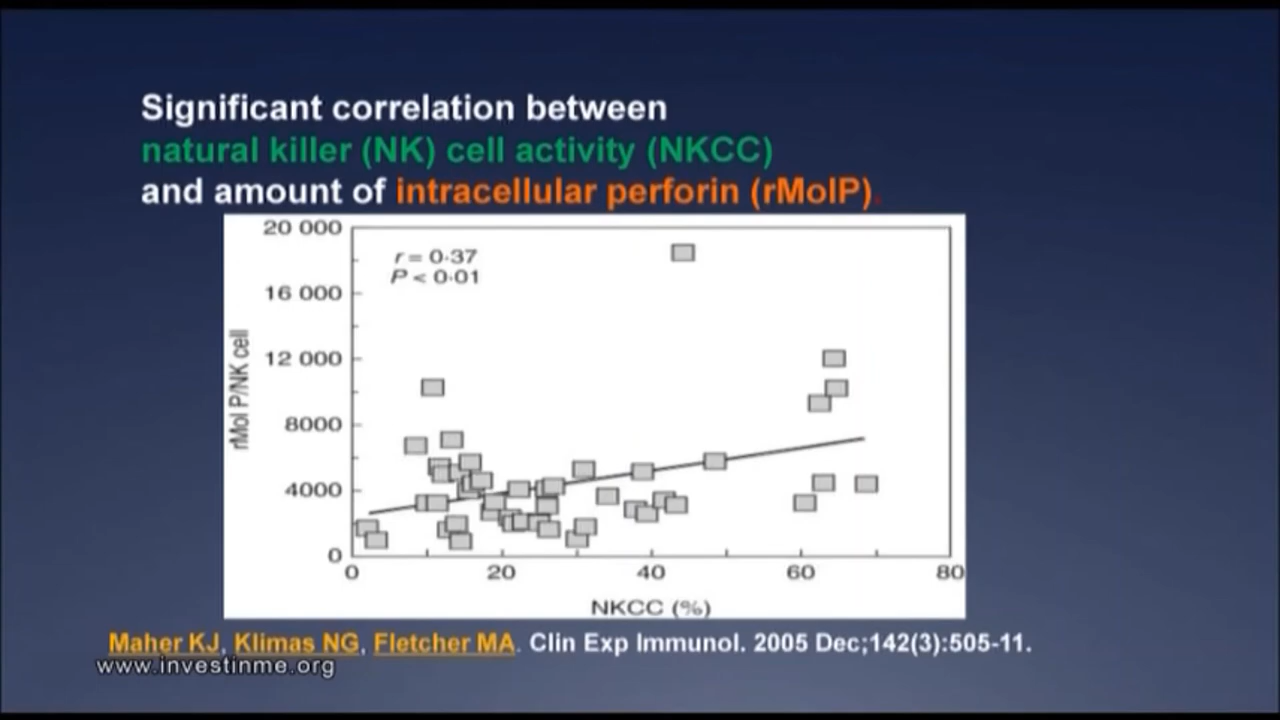 Significant correlation between
natural killer (NK) cell activity (NKCC)
and amount of intracellular perforin (rMolP).
20 000
r = 0·37
P < 0·01
16 000
12 000
8000
4000
0
rMol P/NK cell
0 20 40 60 80
NKCC (%)
Maher KJ, Klimas NG, Fletcher MA. Clin Exp Immunol. 2005 Dec;142(3):505-11.
www.investinme.org